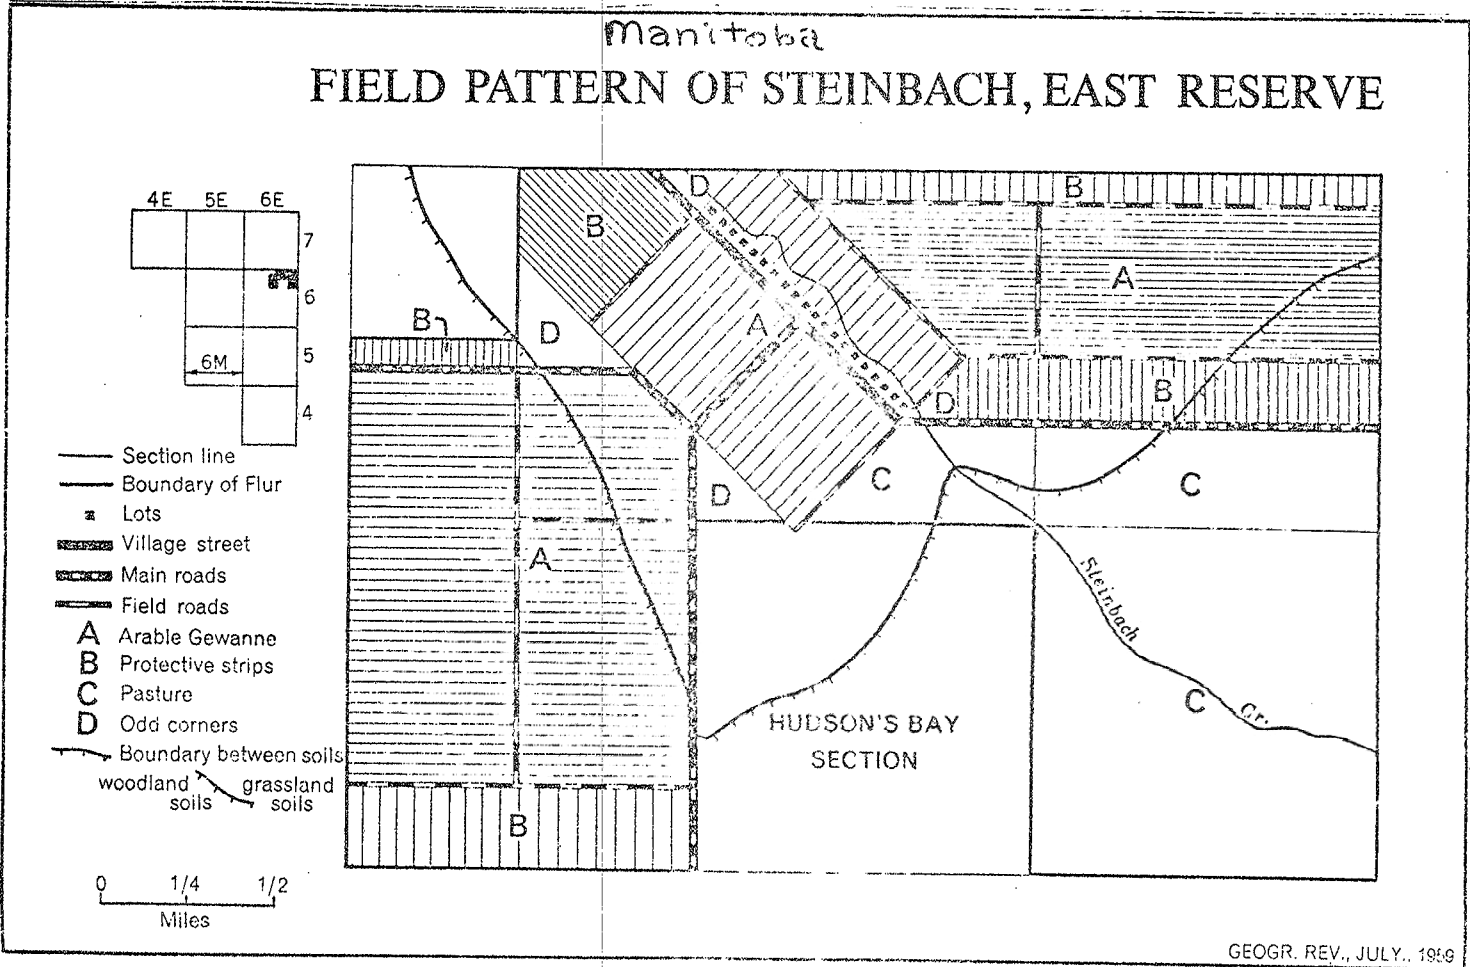 Manitoba
FIELD PATTERN OF STEINBACH, EAST RESERVE
4E 5E 6E
7
6
5
6M
4
Section line
Boundary of Flur
Lots
Village street
Main roads
Field roads
A Arable Gewanne
B Protective strips
C Pasture
D Odd corners
Boundary between soils
woodland grassland
soils soils
0 1/4 1/2
Miles
D
B
B
A
B
D
A
B
D
C
C
D
A
Steinbach
Cr.
C
HUDSON'S BAY
SECTION
B
GEOGR. REV., JULY., 1959